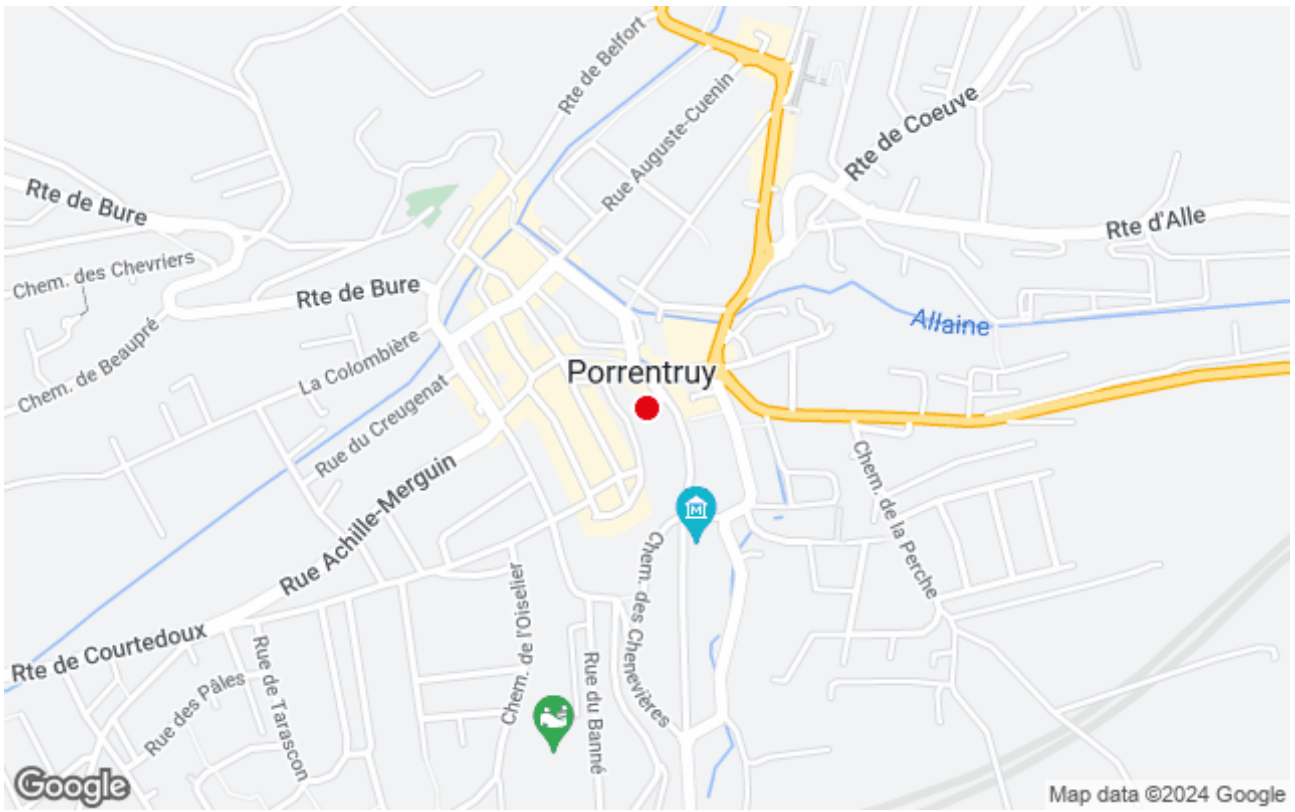 Rte de Belfort
Rue Auguste-Cuenin
Rte de Coeuve
Rte de Bure
Rte d'Alle
Chem. des Chevriers
Rte de Bure
Allaine
Chem. de Beaupré
La Colombière
Porrentruy
Rue du Creugenat
Rue Achille-Merguin
Chem. de la Perche
M
Chem. de l'Oiselier
Chem. des Chenevières
Rte de Courtedoux
Rue de Tarascon
Rue des Pâles
Rue du Banné
Google
Map data ©2024 Google